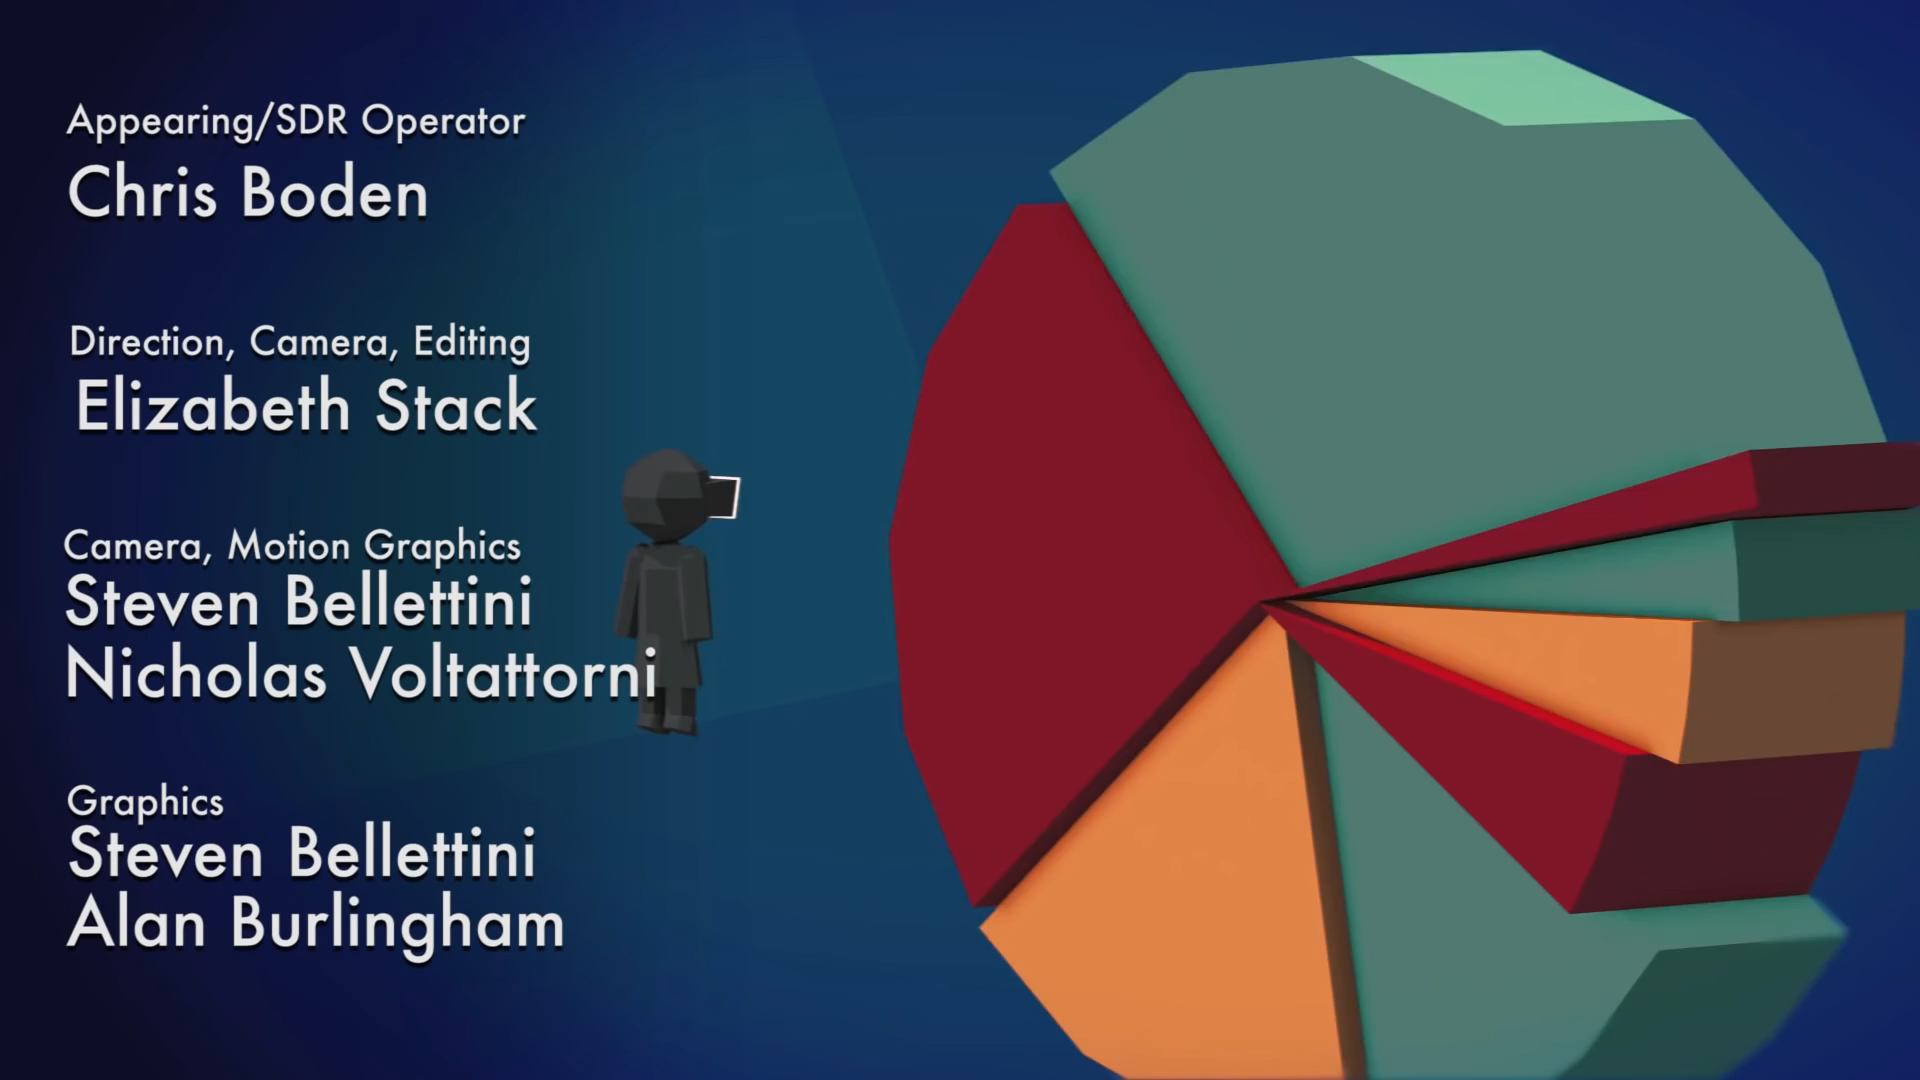 Appearing/SDR Operator
Chris Boden
Direction, Camera, Editing
Elizabeth Stack
Camera, Motion Graphics
Steven Bellettini
Nicholas Voltattorni
Graphics
Steven Bellettini
Alan Burlingham